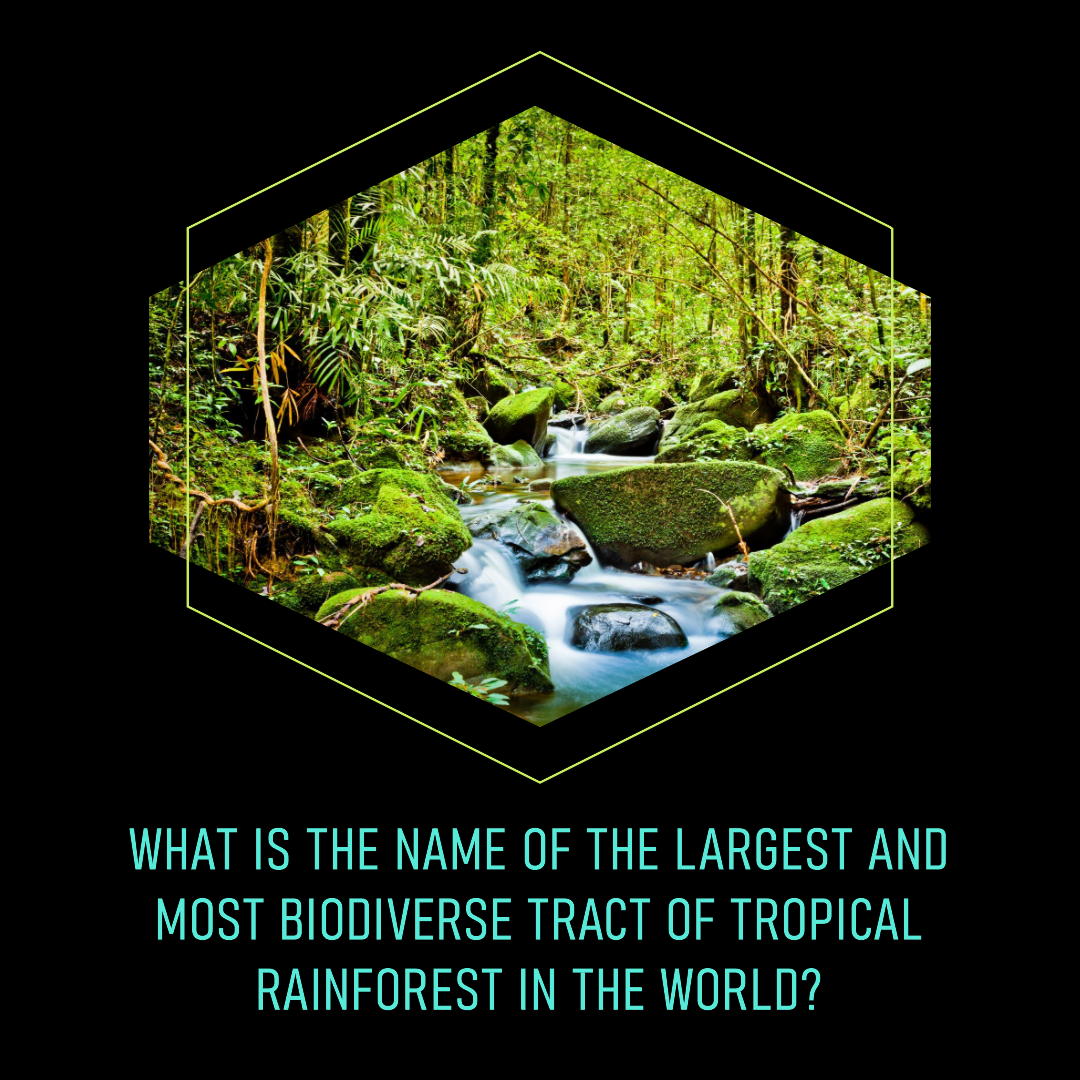 WHAT IS THE NAME OF THE LARGEST AND
MOST BIODIVERSE TRACT OF TROPICAL
RAINFOREST IN THE WORLD?